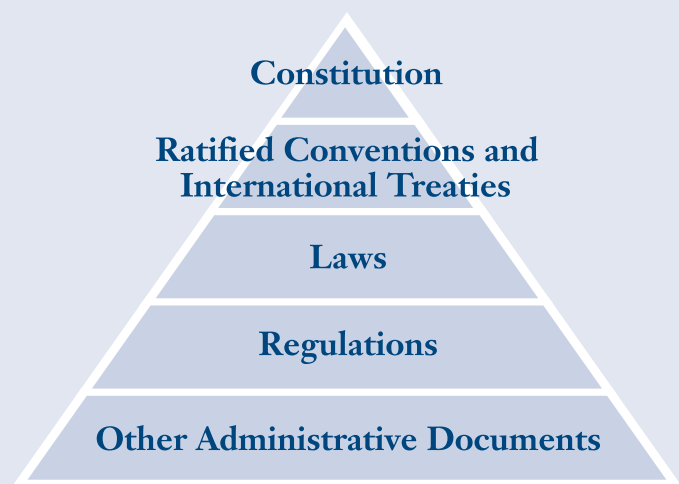 Constitution
Ratified Conventions and
International Treaties
Laws
Regulations
Other Administrative Documents